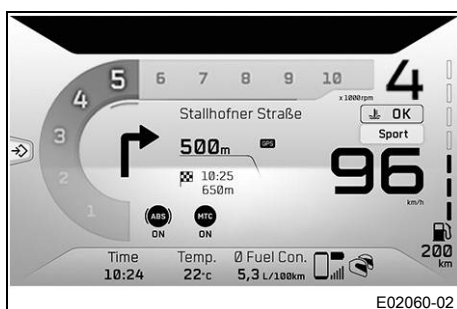 1 2 3 4 5 6 7 8 9 10
x 1000rpm
4
Stallhofner Straße
OK
Sport
500m
GPS
10:25
650m
96
km/h
(ABS) MTC
ON ON
200
km
Time Temp. Ø Fuel Con.
10:24 22°C 5,3 L/100km
E02060-02